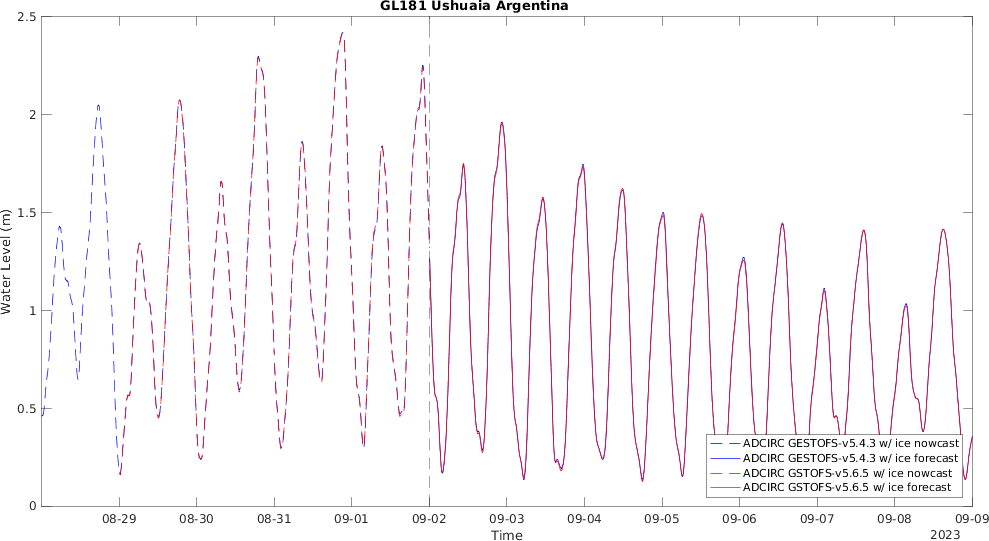 GL181 Ushuaia Argentina
2.5
2
1.5
1
0.5
0
Water Level (m)
08-29 08-30 08-31 09-01 09-02 09-03 09-04 09-05 09-06 09-07 09-08 09-09
Time
2023
ADCIRC GESTOFS-v5.4.3 w/ ice nowcast
ADCIRC GESTOFS-v5.4.3 w/ ice forecast
ADCIRC GSTOFS-v5.6.5 w/ ice nowcast
ADCIRC GSTOFS-v5.6.5 w/ ice forecast